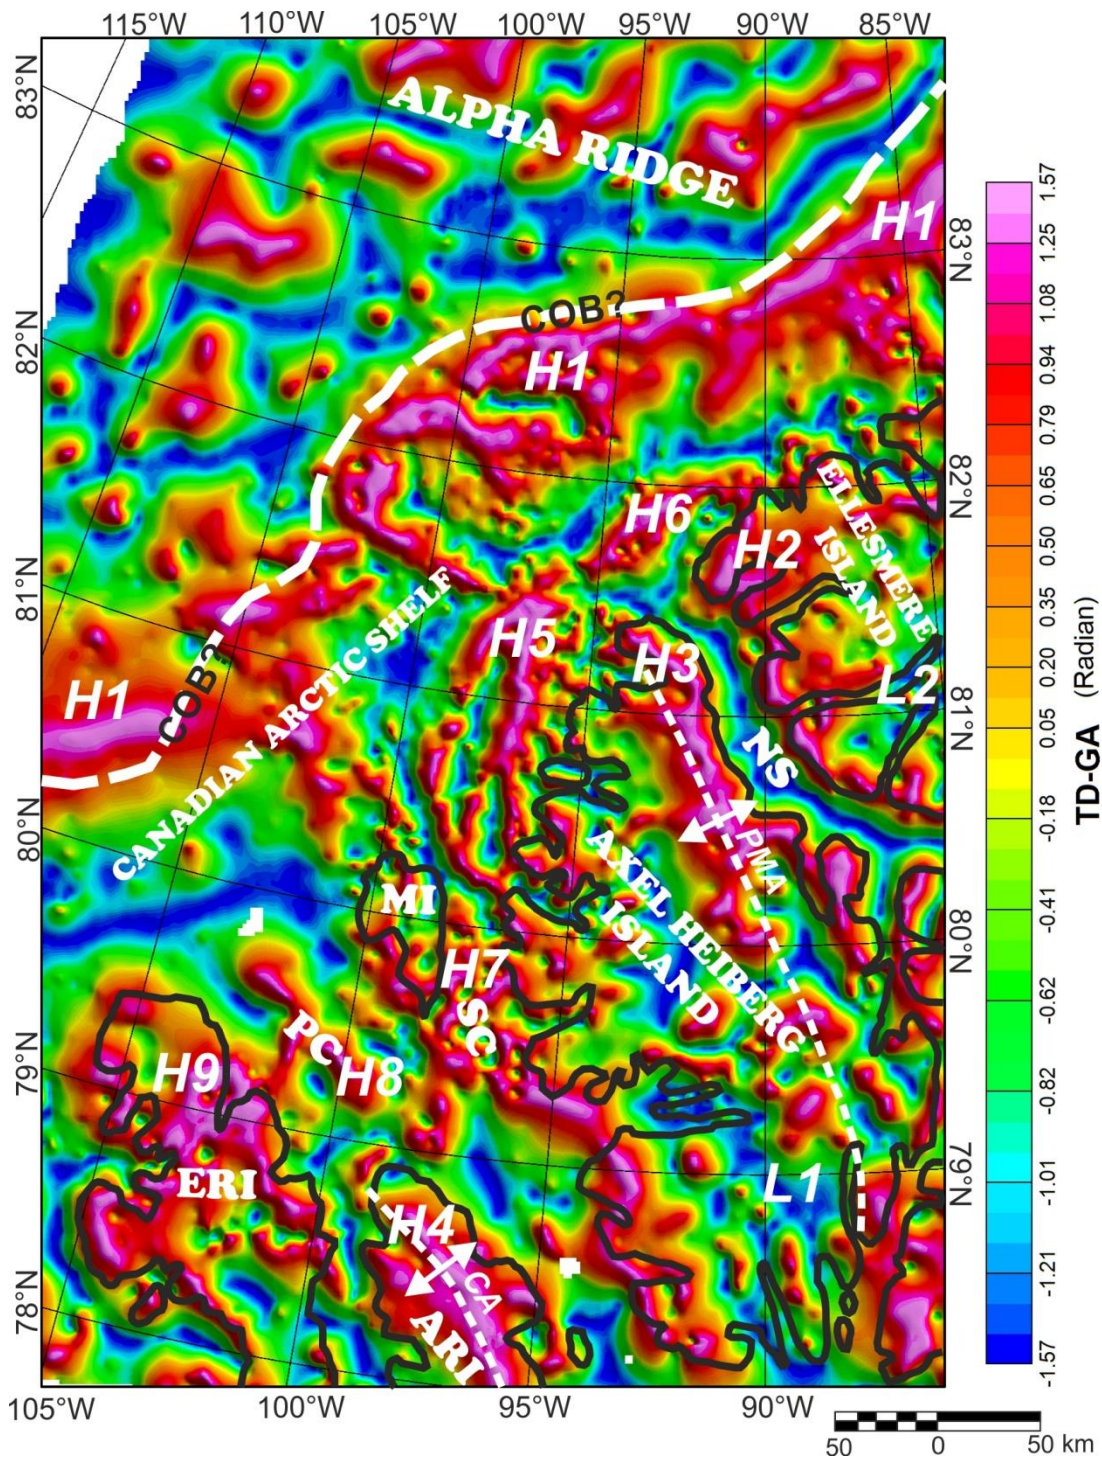 115°W 110°W 105°W 100°W 95°W 90°W 85°W
83°N
82°N
81°N
80°N
79°N
78°N
ALPHA RIDGE
H1
COB?
H1
H6
H2
ELLESMERE
ISLAND
CANADIAN ARCTIC SHELF
H5
H3
L2
COB?
H1
NS
PMA
AXEL HEIBERG
ISLAND
MI
H7
SC
PC
H8
H9
ERI
L1
H4
CA
ARI
83°N
82°N
81°N
80°N
79°N
105°W 100°W 95°W 90°W
1.57
1.25
1.08
0.94
0.79
0.65
0.50
0.35
0.20
0.05
-0.18
-0.41
-0.62
-0.82
-1.01
-1.21
-1.57
TD-GA (Radian)
50 0 50 km